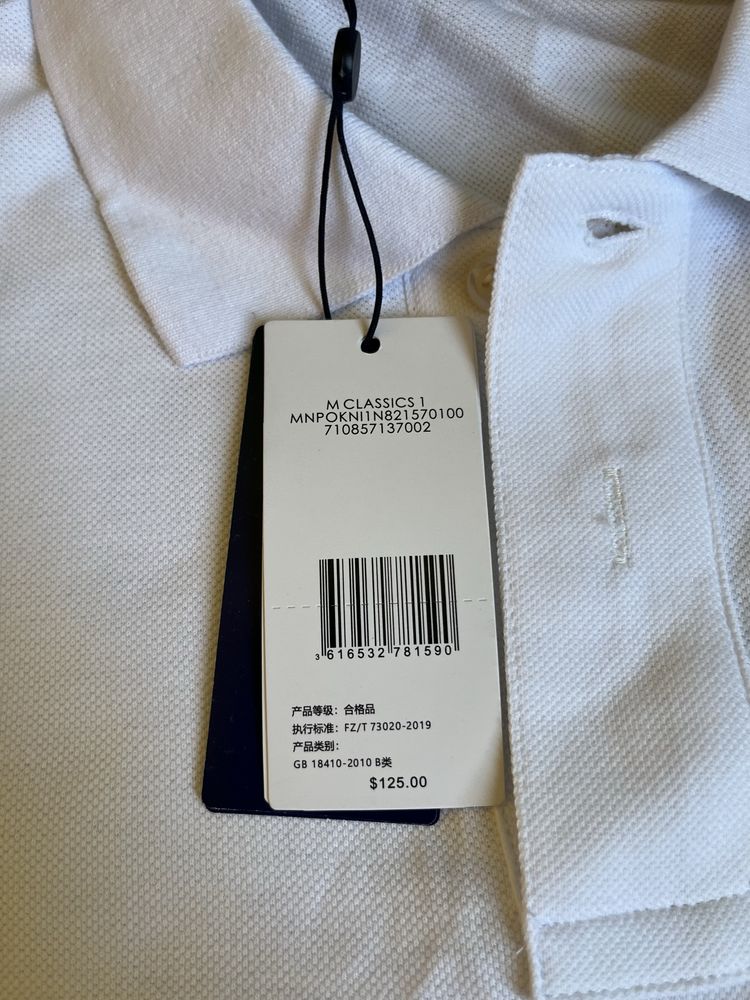 M CLASSICS 1
MNPOKNI1N821570100
710857137002
3 616532 781590
产品等级：合格品
执行标准：FZ/T 73020-2019
产品类别：
GB 18410-2010 B类
$125.00